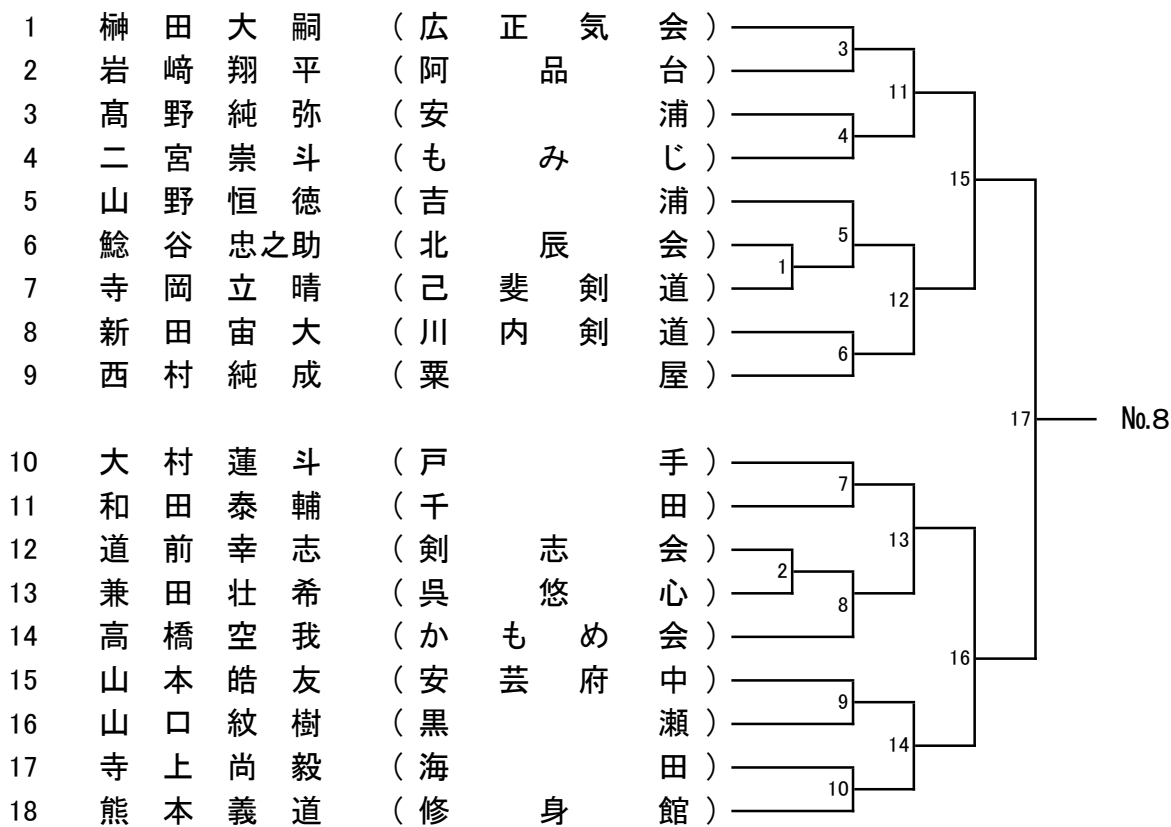 1 榊田大嗣 (広正気会)
2 岩﨑翔平 (阿品台)
3 髙野純弥 (安浦)
4 二宮崇斗 (もみじ)
5 山野恒徳 (吉浦)
6 鯰谷忠之助 (北辰会)
7 寺岡立晴 (己斐剣道)
8 新田宙大 (川内剣道)
9 西村純成 (粟屋)
10 大村蓮斗 (戸手)
11 和田泰輔 (千田)
12 道前幸志 (剣志会)
13 兼田壮希 (呉悠心)
14 高橋空我 (かもめ会)
15 山本皓友 (安芸府中)
16 山口紋樹 (黒瀬)
17 寺上尚毅 (海田)
18 熊本義道 (修身館)
3
11
4
15
5
1
12
6
17 №8
7
13
2
8
16
9
14
10